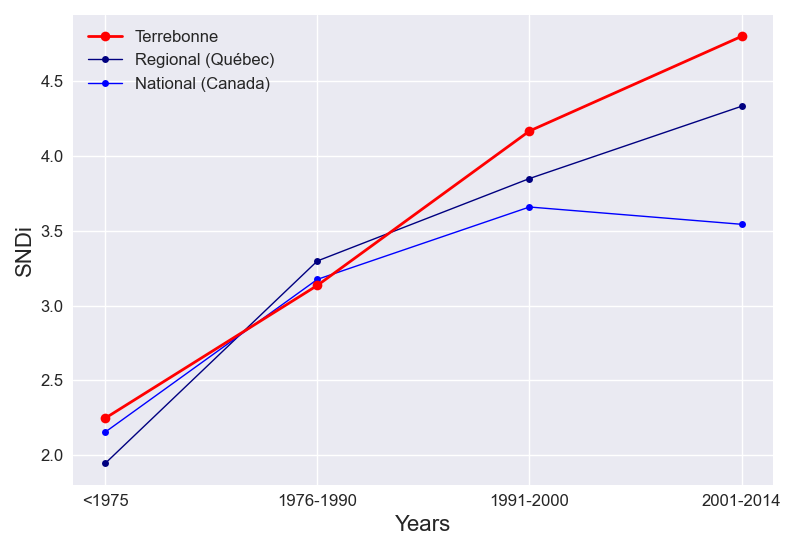 Terrebonne
Regional (Québec)
National (Canada)
4.5
4.0
3.5
3.0
2.5
2.0
SNDi
<1975 1976-1990 1991-2000 2001-2014
Years